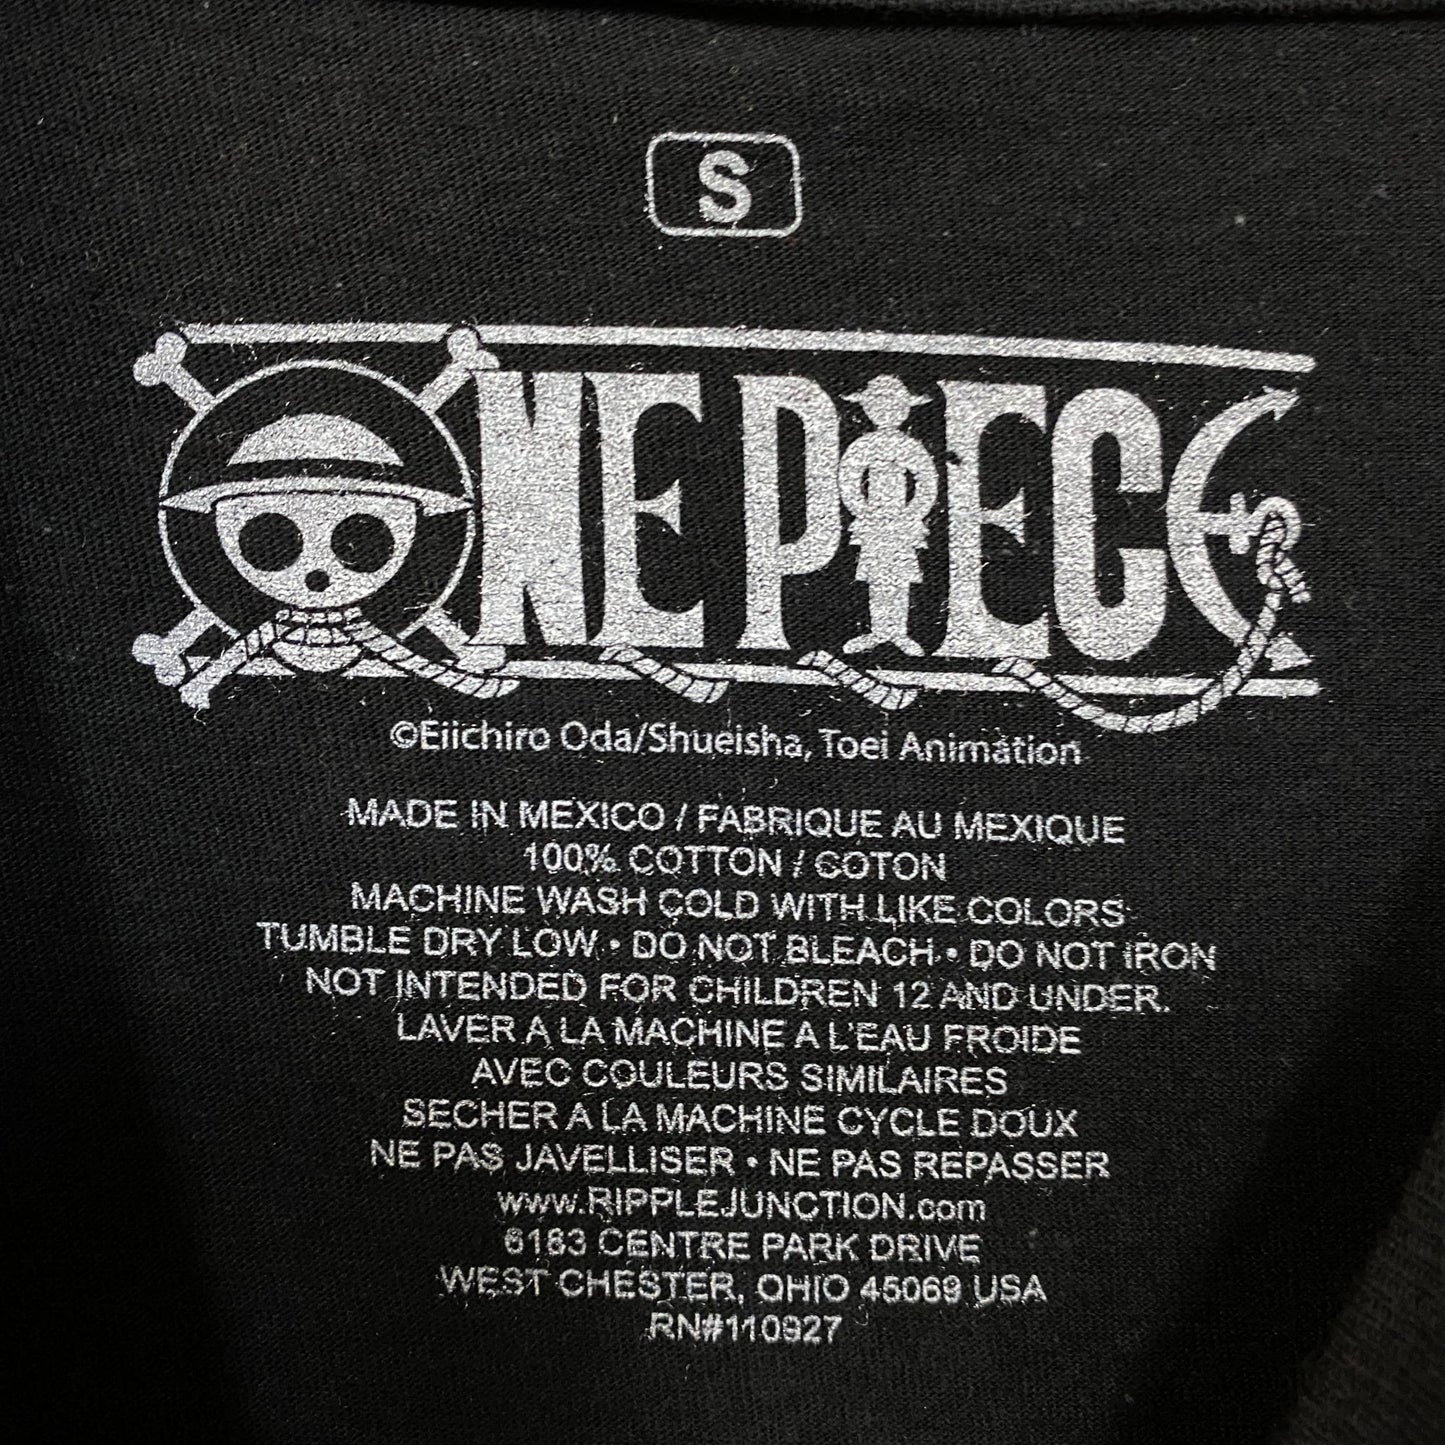 S
ONE PIECE
©Eiichiro Oda/Shueisha, Toei Animation
MADE IN MEXICO / FABRIQUE AU MEXIQUE
100% COTTON / COTON
MACHINE WASH COLD WITH LIKE COLORS
TUMBLE DRY LOW • DO NOT BLEACH • DO NOT IRON
NOT INTENDED FOR CHILDREN 12 AND UNDER.
LAVER A LA MACHINE A L'EAU FROIDE
AVEC COULEURS SIMILAIRES
SECHER A LA MACHINE CYCLE DOUX
NE PAS JAVELLISER • NE PAS REPASSER
www.RIPPLEJUNCTION.com
6183 CENTRE PARK DRIVE
WEST CHESTER, OHIO 45069 USA
RN#110927